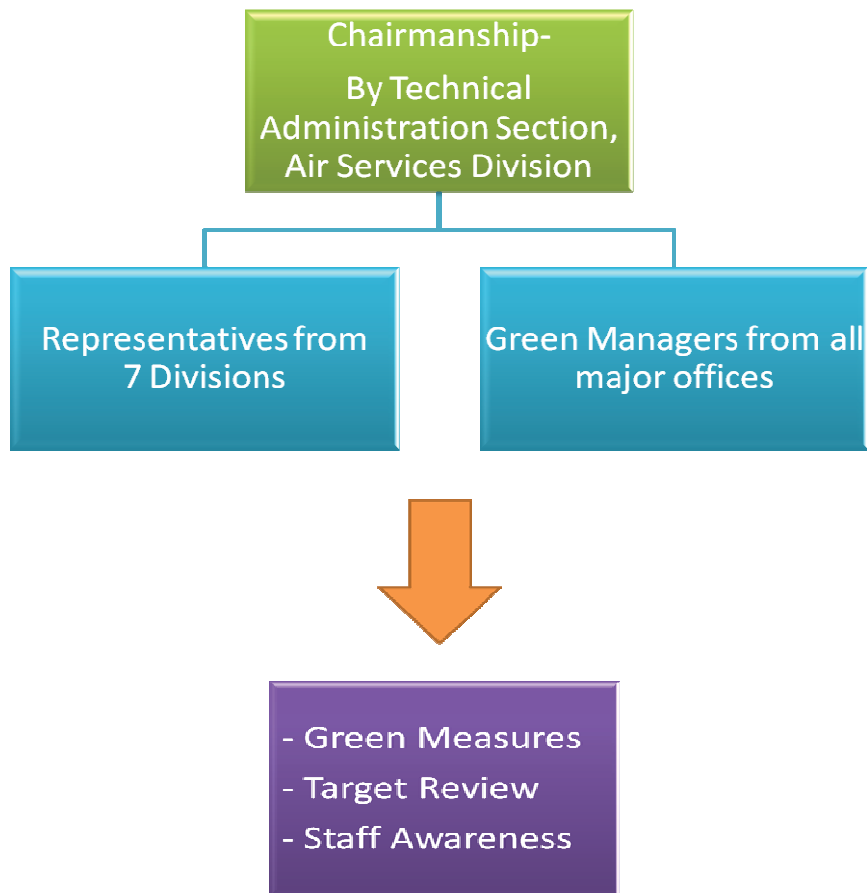 Chairmanship-
By Technical
Administration Section,
Air Services Division
Representatives from
7 Divisions
Green Managers from all
major offices
- Green Measures
- Target Review
- Staff Awareness